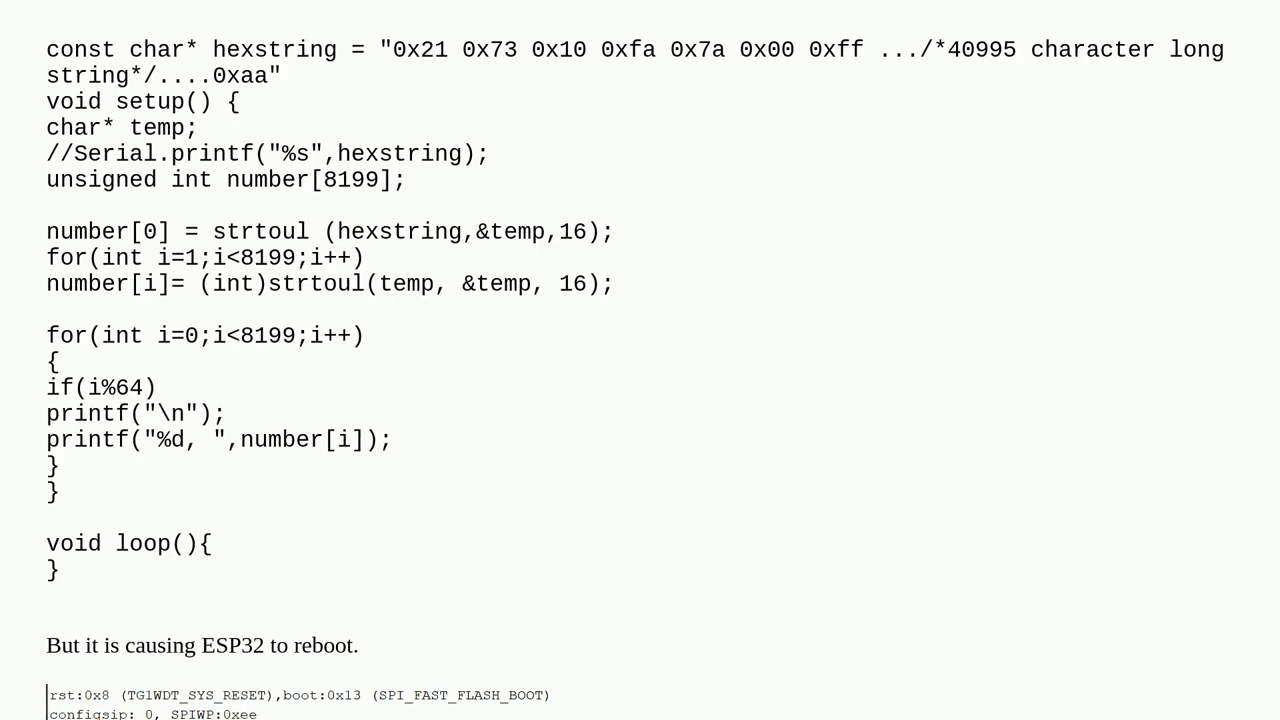 const char* hexstring = "0x21 0x73 0x10 0xfa 0x7a 0x00 0xff .../*40995 character long
string*/....0xaa"
void setup() {
char* temp;
//Serial.printf("%s",hexstring);
unsigned int number[8199];
number[0] = strtoul (hexstring,&temp,16);
for(int i=1;i<8199;i++)
number[i]= (int)strtoul(temp, &temp, 16);
for(int i=0;i<8199;i++)
{
if(i%64)
printf("\n");
printf("%d, ",number[i]);
}
}
void loop(){
}
But it is causing ESP32 to reboot.
rst:0x8 (TG1WDT_SYS_RESET),boot:0x13 (SPI_FAST_FLASH_BOOT)
configsip: 0, SPIWP:0xee